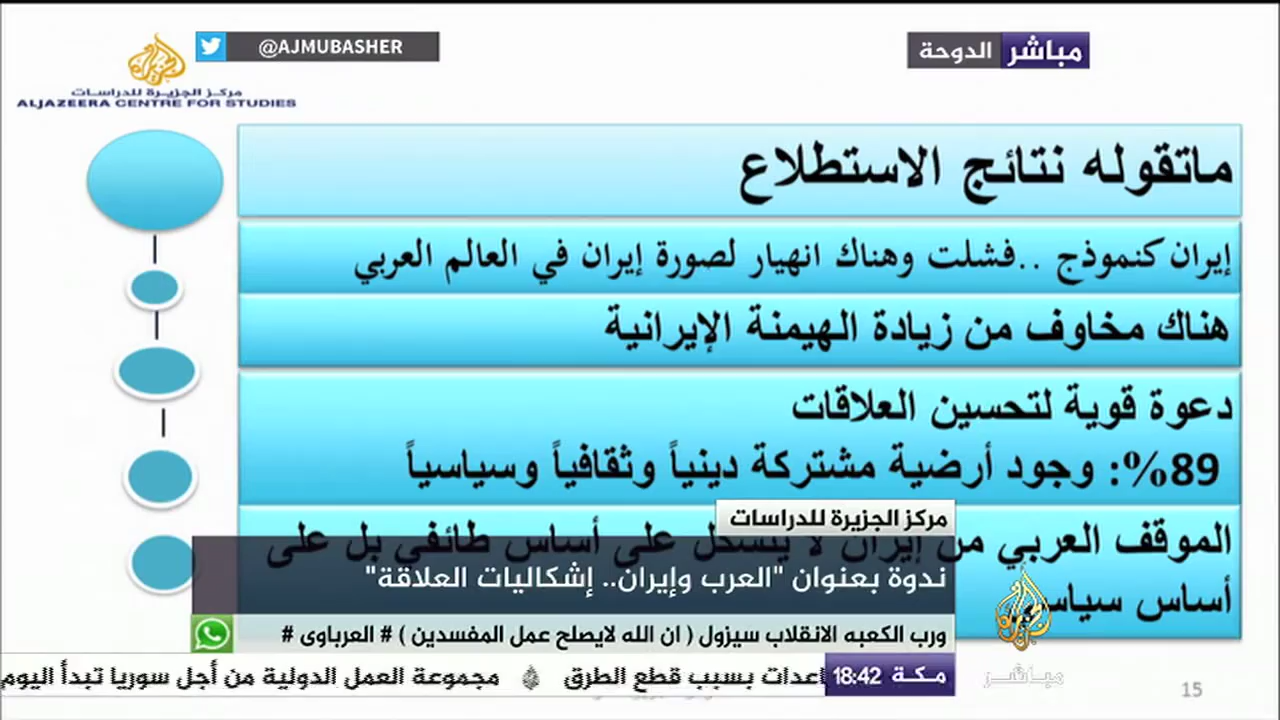 @AJMUBASHER
مباشر الدوحة
الجزيرة
مركز الجزيرة للدراسات
ALJAZEERA CENTRE FOR STUDIES
ماتقوله نتائج الاستطلاع
إيران كنموذج ..فشلت وهناك انهيار لصورة إيران في العالم العربي
هناك مخاوف من زيادة الهيمنة الإيرانية
دعوة قوية لتحسين العلاقات
89%: وجود أرضية مشتركة دينياً وثقافياً وسياسياً
مركز الجزيرة للدراسات
الموقف العربي من إيران لا يتشكل على أساس طائفي بل على
ندوة بعنوان "العرب وإيران.. إشكاليات العلاقة"
أساس
ورب الكعبه الانقلاب سيزول ( ان الله لايصلح عمل المفسدين ) # العرباوى #
مكة 18:42
بسبب قطع الطرق
مجموعة العمل الدولية من أجل سوريا تبدأ اليوم
مباشر
15